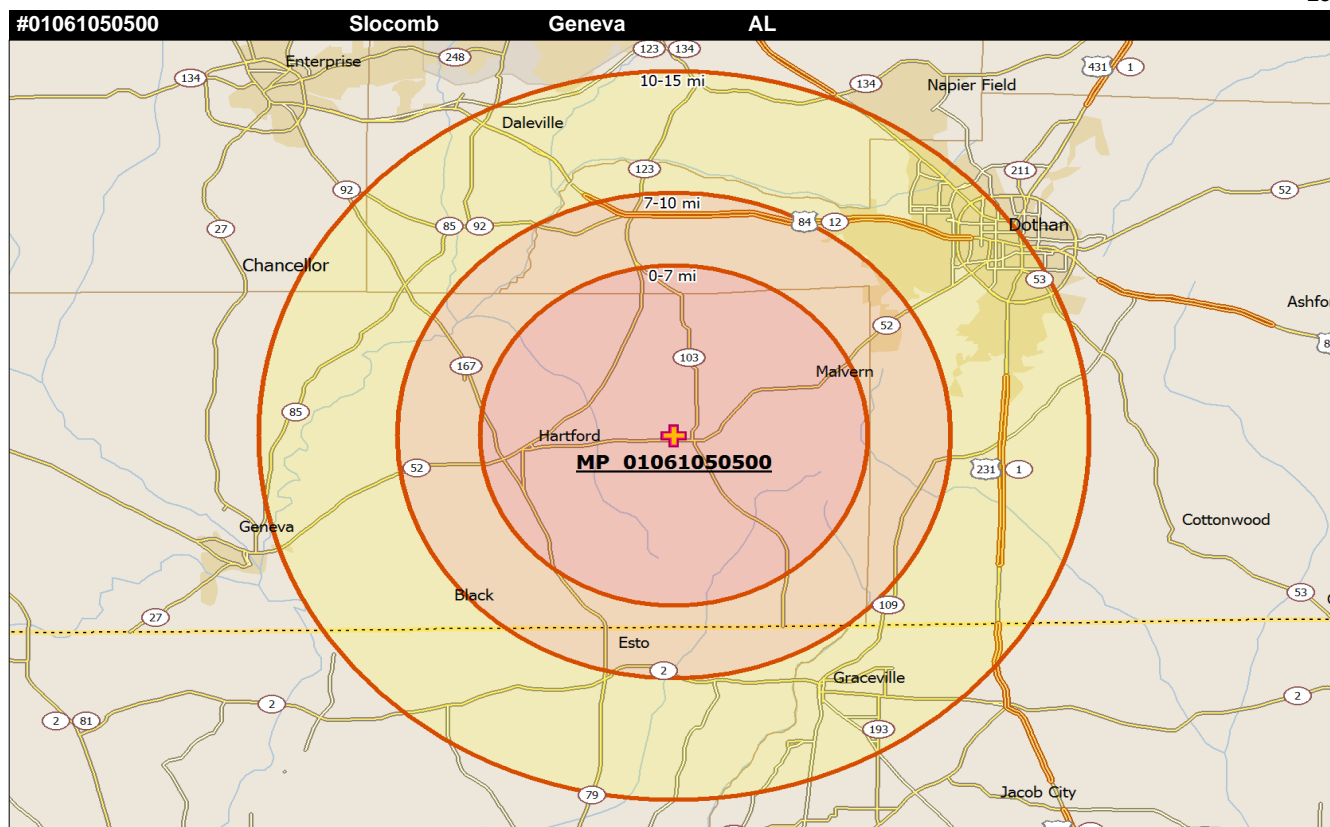 #01061050500 Slocomb Geneva AL
123 134
Enterprise
248
431 1
134
10-15 mi
134
Napier Field
Daleville
123
211
92
52
7-10 mi
85 92
84 12
Dothan
27
Chancellor
0-7 mi
53
52
103
167
Malvern
85
Hartford
MP 01061050500
52
231 1
Geneva
Cottonwood
Black
109
53
27
Esto
2
Graceville
2
2
2 81
193
79
Jacob City